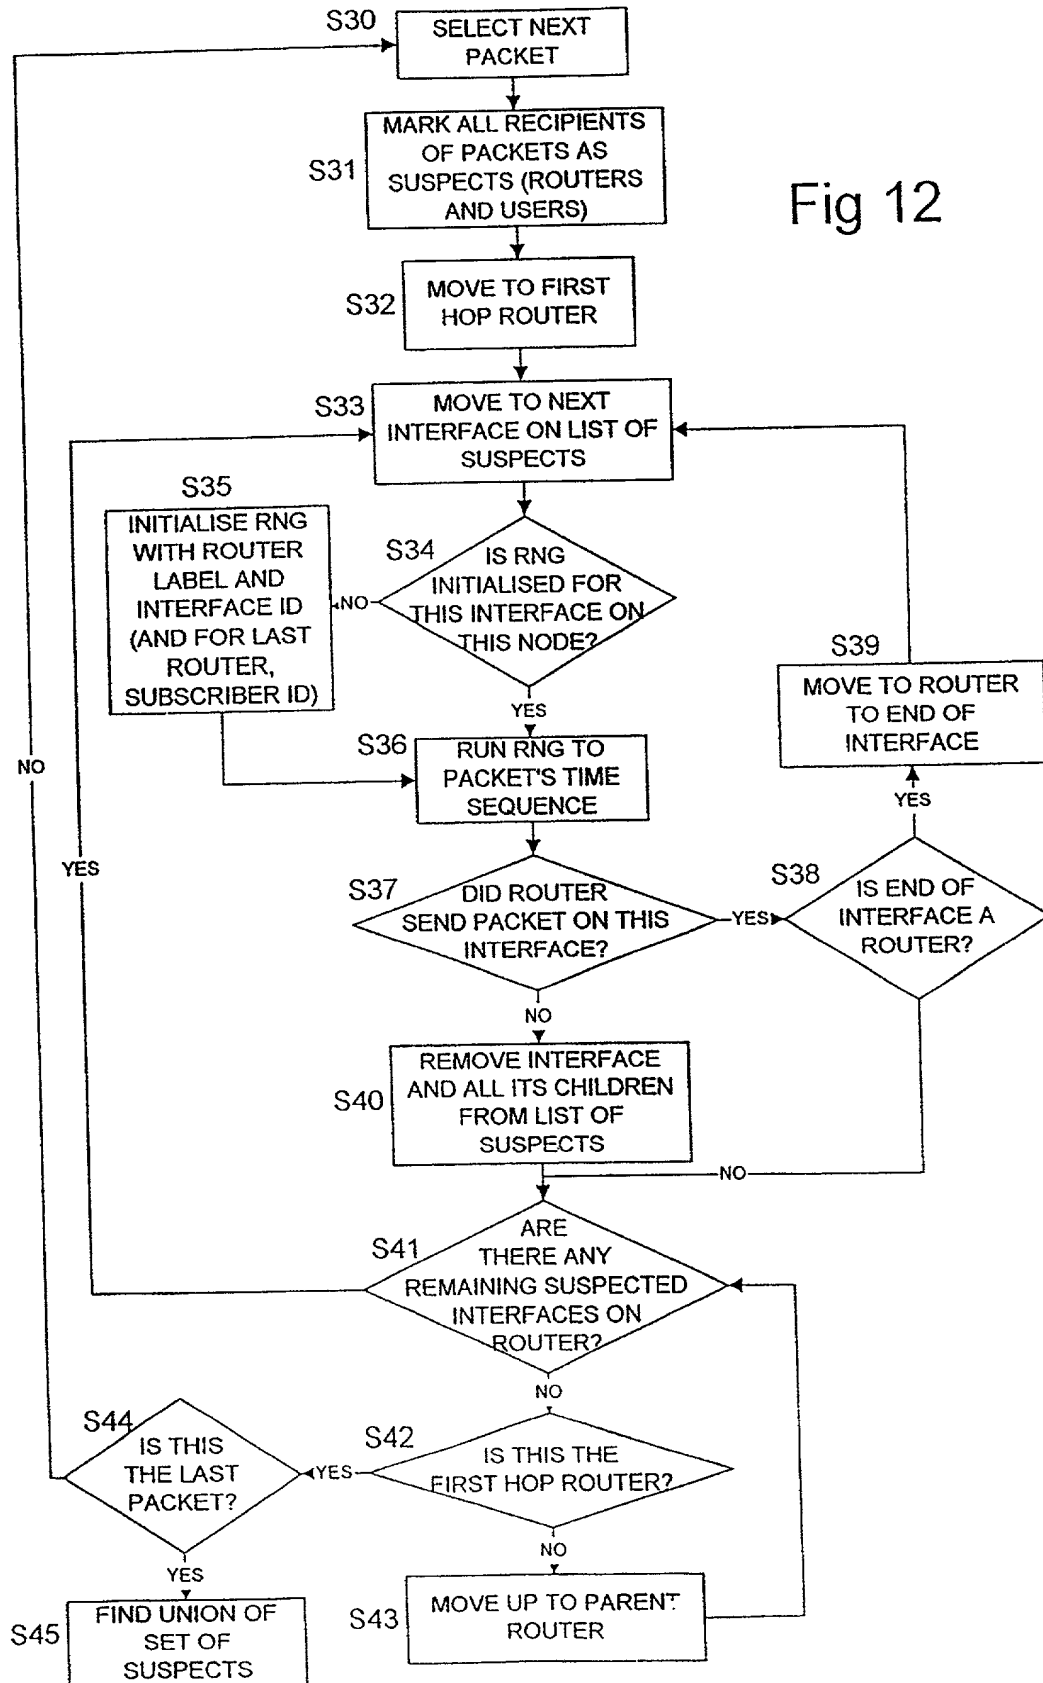 S30
SELECT NEXT
PACKET
MARK ALL RECIPIENTS
OF PACKETS AS
SUSPECTS (ROUTERS
AND USERS)
S31
Fig 12
MOVE TO FIRST
HOP ROUTER
S32
S33
MOVE TO NEXT
INTERFACE ON LIST OF
SUSPECTS
S35
INITIALISE RNG
WITH ROUTER
LABEL AND
INTERFACE ID
(AND FOR LAST
ROUTER,
SUBSCRIBER ID)
S34
IS RNG
INITIALISED FOR
THIS INTERFACE ON
THIS NODE?
NO
YES
S39
MOVE TO ROUTER
TO END OF
INTERFACE
S36
RUN RNG TO
PACKET'S TIME
SEQUENCE
NO
YES
YES
S37
DID ROUTER
SEND PACKET ON THIS
INTERFACE?
YES
S38
IS END OF
INTERFACE A
ROUTER?
NO
S40
REMOVE INTERFACE
AND ALL ITS CHILDREN
FROM LIST OF
SUSPECTS
NO
S41
ARE
THERE ANY
REMAINING SUSPECTED
INTERFACES ON
ROUTER?
NO
S44
IS THIS
THE LAST
PACKET?
YES
S42
IS THIS THE
FIRST HOP ROUTER?
NO
YES
S43
MOVE UP TO PARENT
ROUTER
S45
FIND UNION OF
SET OF
SUSPECTS